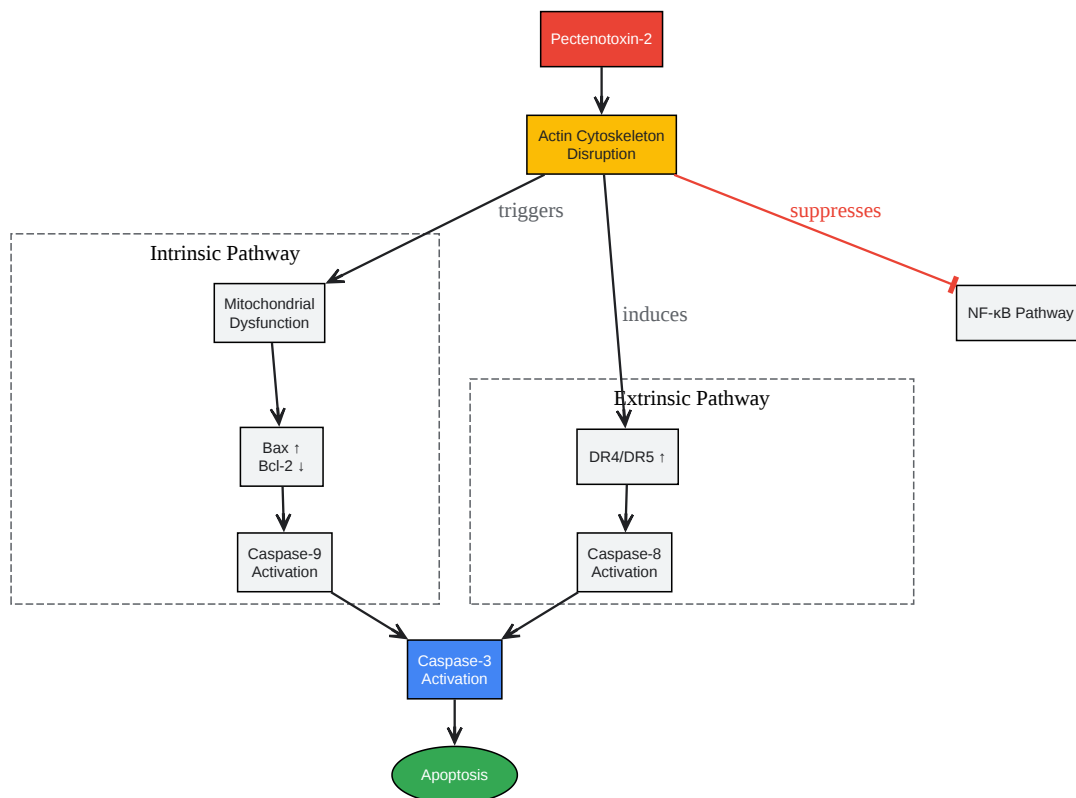 Pectenotoxin-2
Actin Cytoskeleton
Disruption
triggers
suppresses
Intrinsic Pathway
Mitochondrial
Dysfunction
induces
NF-κB Pathway
Extrinsic Pathway
Bax ↑
Bcl-2 ↓
DR4/DR5 ↑
Caspase-9
Activation
Caspase-8
Activation
Caspase-3
Activation
Apoptosis